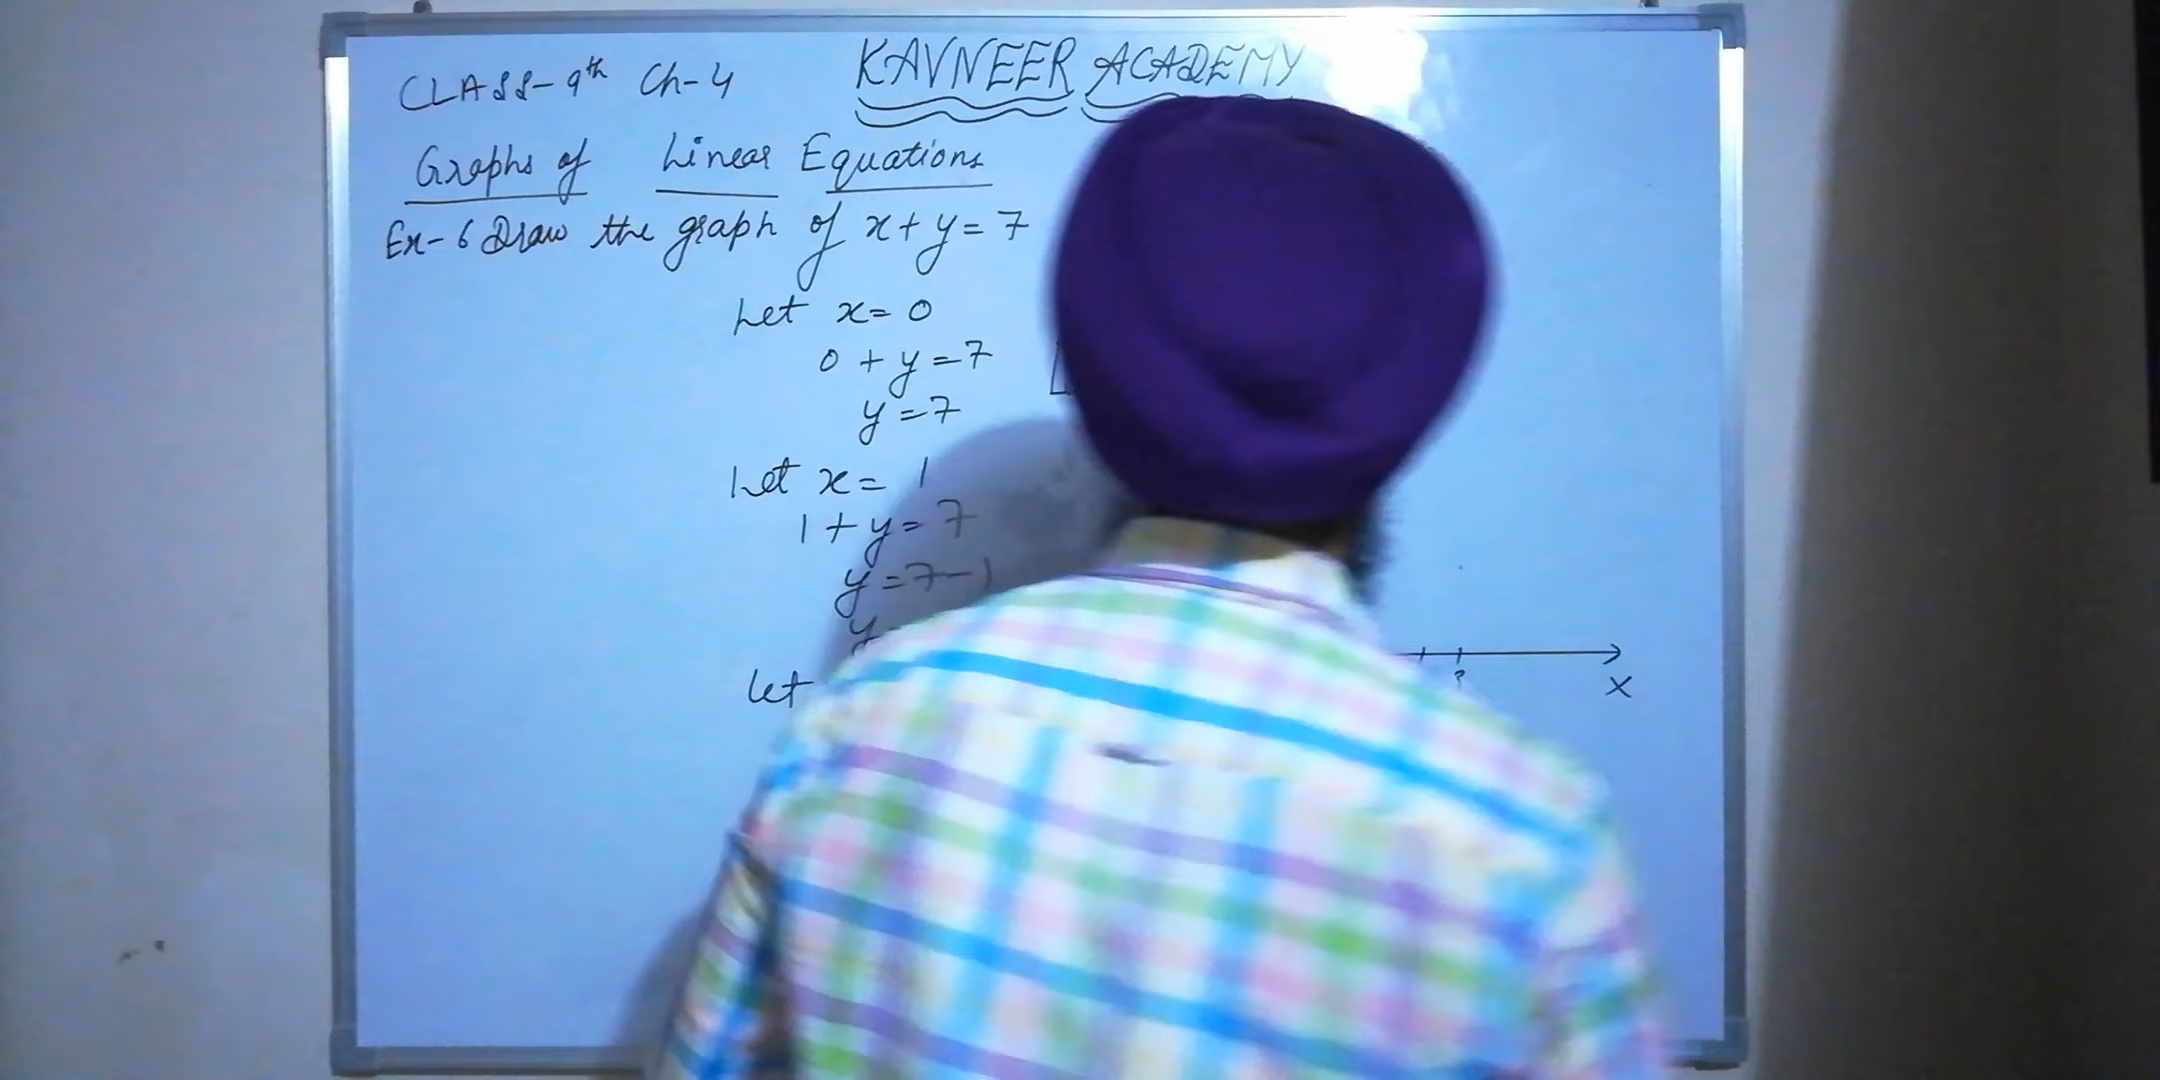 CLASS-9th Ch-4 KAVNEER ACADEMY
Graphs of Linear Equations
Ex-6 Draw the graph of x+y=7
Let x=0
0+y=7
y=7
Let x=1
1+y=7
y=7-1
y
Let
X